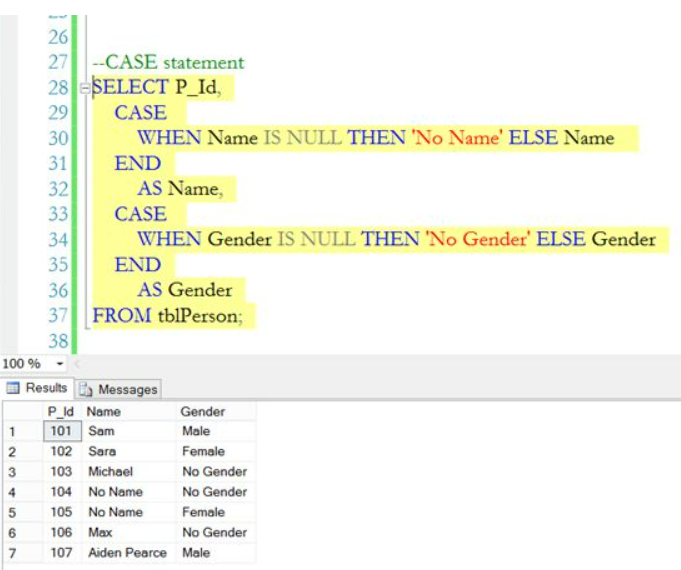 26
27 --CASE statement
28 SELECT P_Id,
29 CASE
30 WHEN Name IS NULL THEN 'No Name' ELSE Name
31 END
32 AS Name,
33 CASE
34 WHEN Gender IS NULL THEN 'No Gender' ELSE Gender
35 END
36 AS Gender
37 FROM tblPerson;
38
100 %
Results Messages
P_Id Name Gender
1 101 Sam Male
2 102 Sara Female
3 103 Michael No Gender
4 104 No Name No Gender
5 105 No Name Female
6 106 Max No Gender
7 107 Aiden Pearce Male